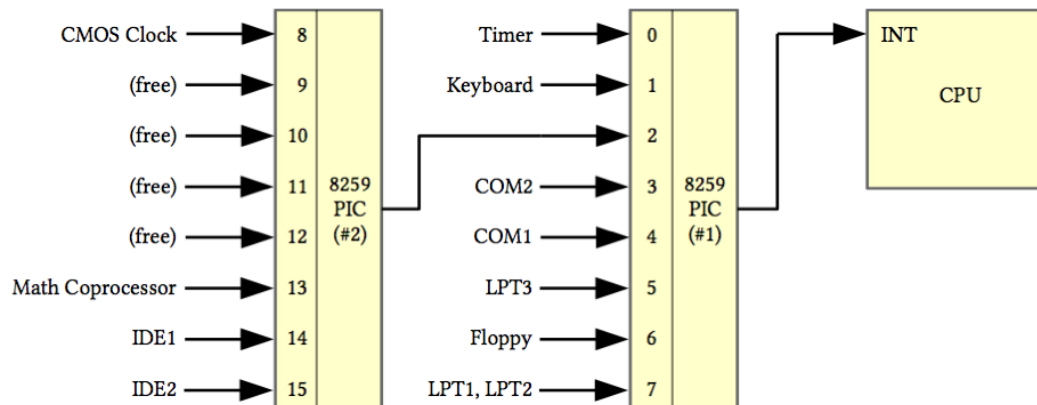 CMOS Clock 8 Timer 0 INT
(free) 9 Keyboard 1 CPU
(free) 10 2
(free) 11 8259 COM2 3 8259
PIC PIC
(free) 12 (#2) COM1 4 (#1)
Math Coprocessor 13 LPT3 5
IDE1 14 Floppy 6
IDE2 15 LPT1, LPT2 7